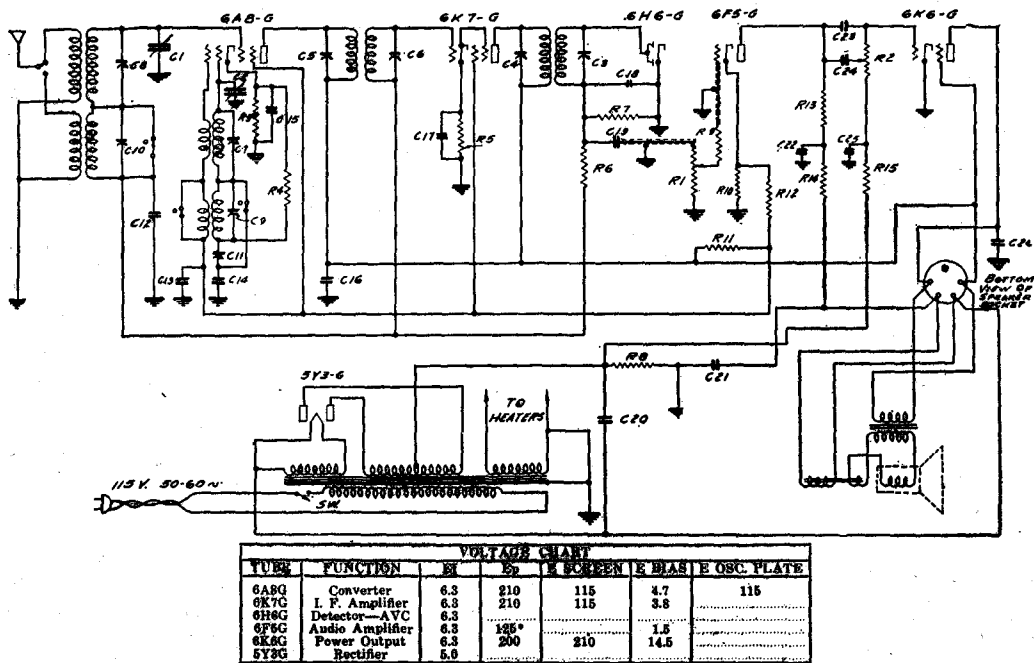 6A8-G 6K7-G 6H6-G 6F5-G 6K6-G
C1
C8
C5
C6
C4
C3
C18
C23
C24
R2
C15
C7
C17
R5
R7
C19
R9
R13
C10
R4
R6
R1
R10
R12
C22
C25
R14
R15
C12
C9
C11
R11
C13
C14
C16
C26
BOTTOM
VIEW OF
SPEAKER
SOCKET
R8
C21
5Y3-G
TO
HEATERS
C20
115 V. 50-60~
SW.
VOLTAGE CHART
TUBE FUNCTION Ef Ep E SCREEN E BIAS E OSC. PLATE
6A8G Converter 6.3 210 115 4.7 115
6K7G I. F. Amplifier 6.3 210 115 3.8
6H6G Detector—AVC 6.3
6F5G Audio Amplifier 6.3 125* 1.5
6K6G Power Output 6.3 200 210 14.5
5Y3G Rectifier 5.0